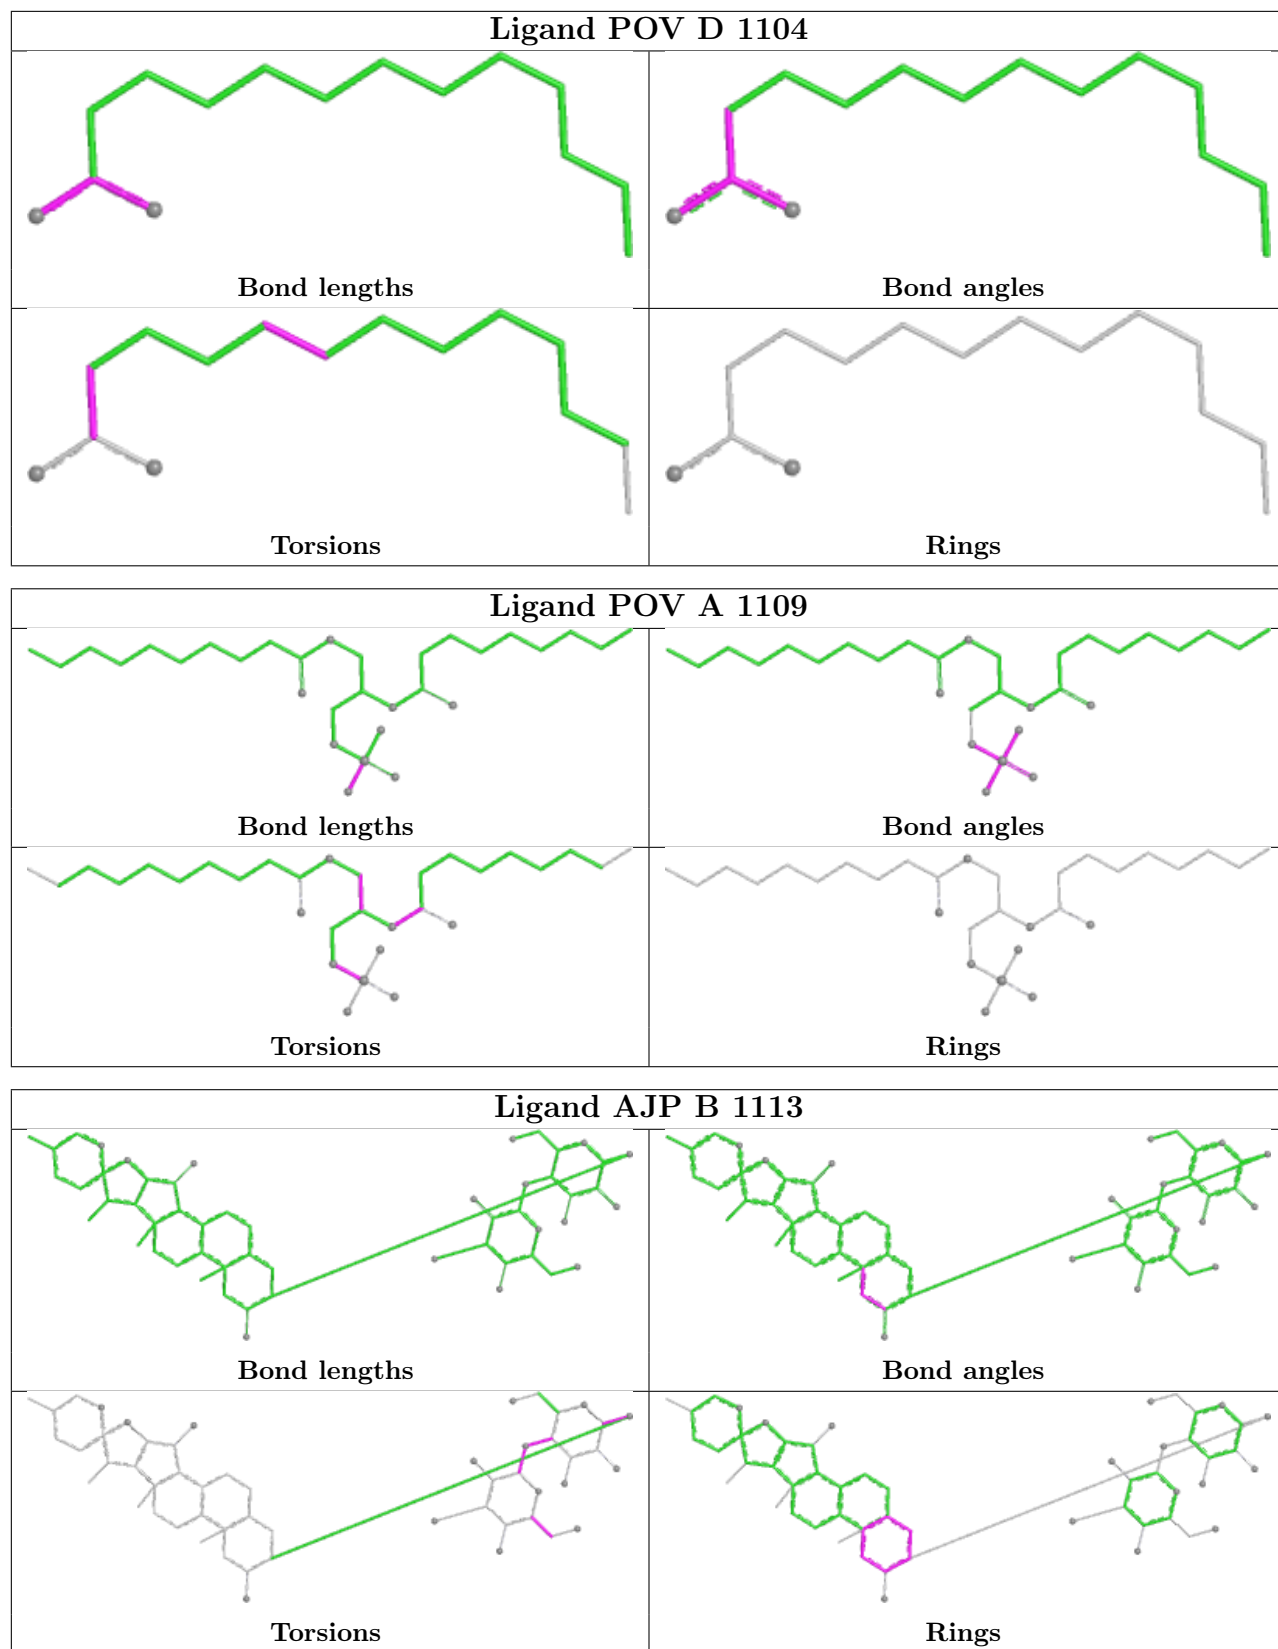 Ligand POV D 1104
Bond lengths
Bond angles
Torsions
Rings
Ligand POV A 1109
Bond lengths
Bond angles
Torsions
Rings
Ligand AJP B 1113
Bond lengths
Bond angles
Torsions
Rings